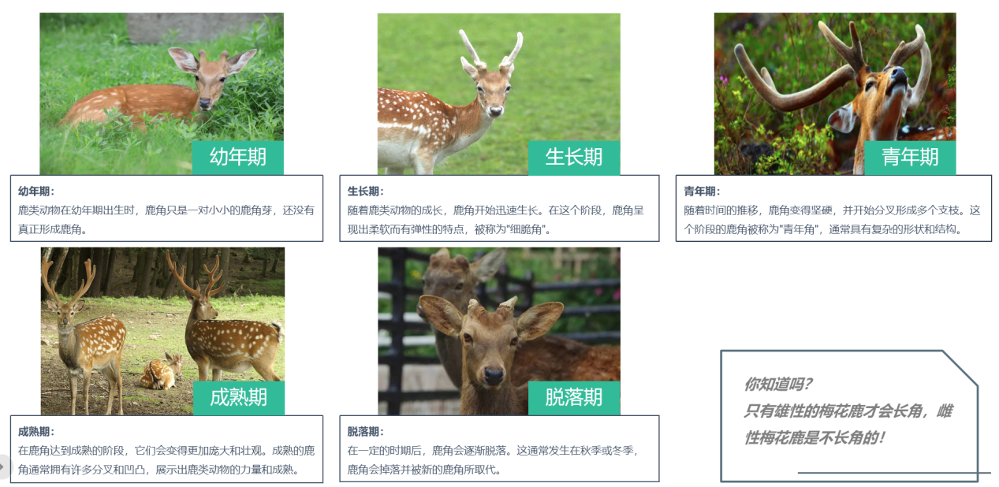 幼年期
生长期
青年期
幼年期：
鹿类动物在幼年期出生时，鹿角只是一对小小的鹿角芽，还没有
真正形成鹿角。
生长期：
随着鹿类动物的成长，鹿角开始迅速生长。在这个阶段，鹿角呈
现出柔软而有弹性的特点，被称为"细脆角"。
青年期：
随着时间的推移，鹿角变得坚硬，并开始分叉形成多个支枝。这
个阶段的鹿角被称为"青年角"，通常具有复杂的形状和结构。
成熟期
脱落期
成熟期：
在鹿角达到成熟的阶段，它们会变得更加庞大和壮观。成熟的鹿
角通常拥有许多分叉和凹凸，展示出鹿类动物的力量和成熟。
脱落期：
在一定的时期后，鹿角会逐渐脱落。这通常发生在秋季或冬季，
鹿角会掉落并被新的鹿角所取代。
你知道吗？
只有雄性的梅花鹿才会长角，雌
性梅花鹿是不长角的！